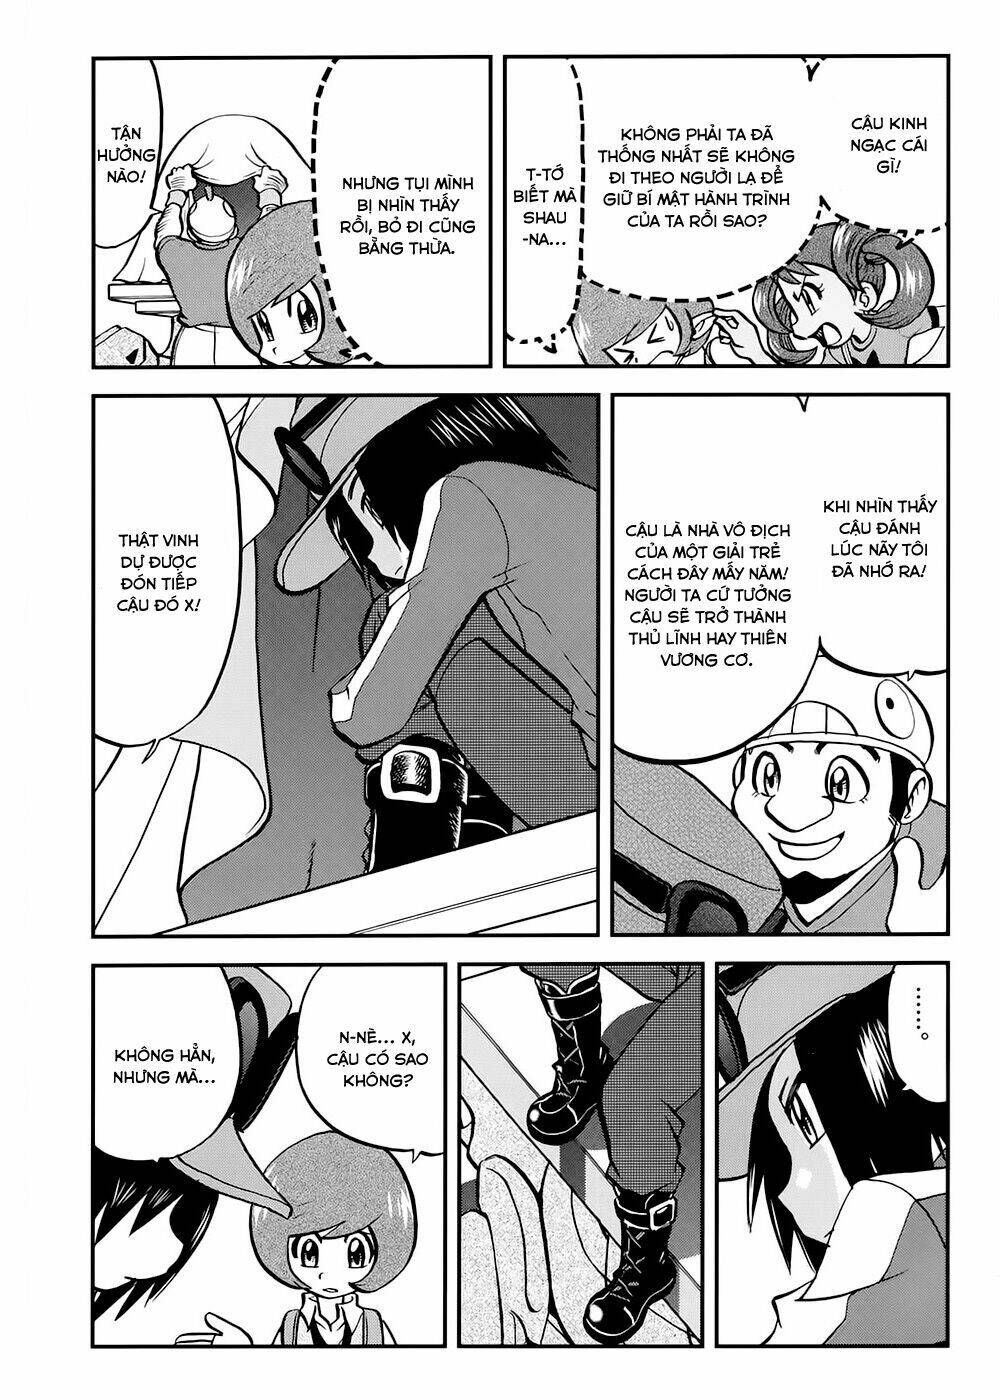 CẬU KINH
NGẠC CÁI
GÌ!
KHÔNG PHẢI TA ĐÃ
THỐNG NHẤT SẼ KHÔNG
ĐI THEO NGƯỜI LẠ ĐỂ
GIỮ BÍ MẬT HÀNH TRÌNH
CỦA TA RỒI SAO?
T-TỚ
BIẾT MÀ
SHAU
-NA...
NHƯNG TỤI MÌNH
BỊ NHÌN THẤY
RỒI, BỎ ĐI CŨNG
BẰNG THỪA.
TẬN
HƯỞNG
NÀO!
KHI NHÌN THẤY
CẬU ĐÁNH
LÚC NÃY TÔI
ĐÃ NHỚ RA!
CẬU LÀ NHÀ VÔ ĐỊCH
CỦA MỘT GIẢI TRẺ
CÁCH ĐÂY MẤY NĂM!
NGƯỜI TA CỨ TƯỞNG
CẬU SẼ TRỞ THÀNH
THỦ LĨNH HAY THIÊN
VƯƠNG CƠ.
THẬT VINH
DỰ ĐƯỢC
ĐÓN TIẾP
CẬU ĐÓ X!
.......。
N-NÈ... X,
CẬU CÓ SAO
KHÔNG?
KHÔNG HẲN,
NHƯNG MÀ...